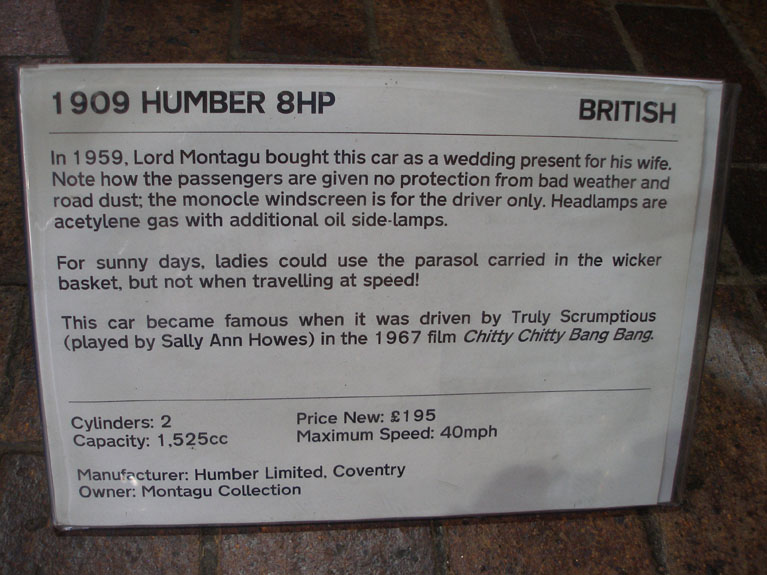 1909 HUMBER 8HP BRITISH
In 1959, Lord Montagu bought this car as a wedding present for his wife.
Note how the passengers are given no protection from bad weather and
road dust; the monocle windscreen is for the driver only. Headlamps are
acetylene gas with additional oil side-lamps.
For sunny days, ladies could use the parasol carried in the wicker
basket, but not when travelling at speed!
This car became famous when it was driven by Truly Scrumptious
(played by Sally Ann Howes) in the 1967 film Chitty Chitty Bang Bang.
Cylinders: 2 Price New: £195
Capacity: 1,525cc Maximum Speed: 40mph
Manufacturer: Humber Limited, Coventry
Owner: Montagu Collection